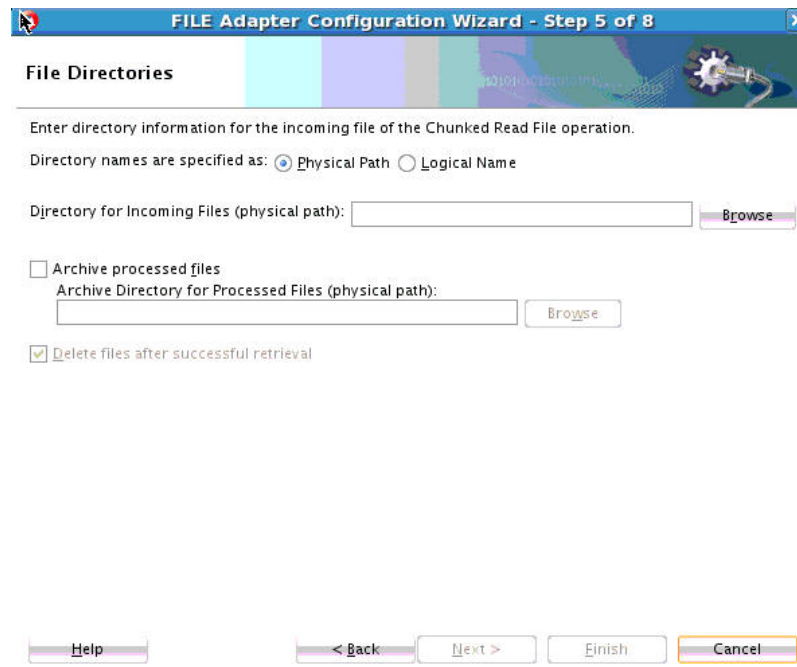 FILE Adapter Configuration Wizard - Step 5 of 8
File Directories
Enter directory information for the incoming file of the Chunked Read File operation.
Directory names are specified as: Physical Path Logical Name
Directory for Incoming Files (physical path): Browse
Archive processed files
Archive Directory for Processed Files (physical path):
Browse
Delete files after successful retrieval
Help < Back Next > Finish Cancel